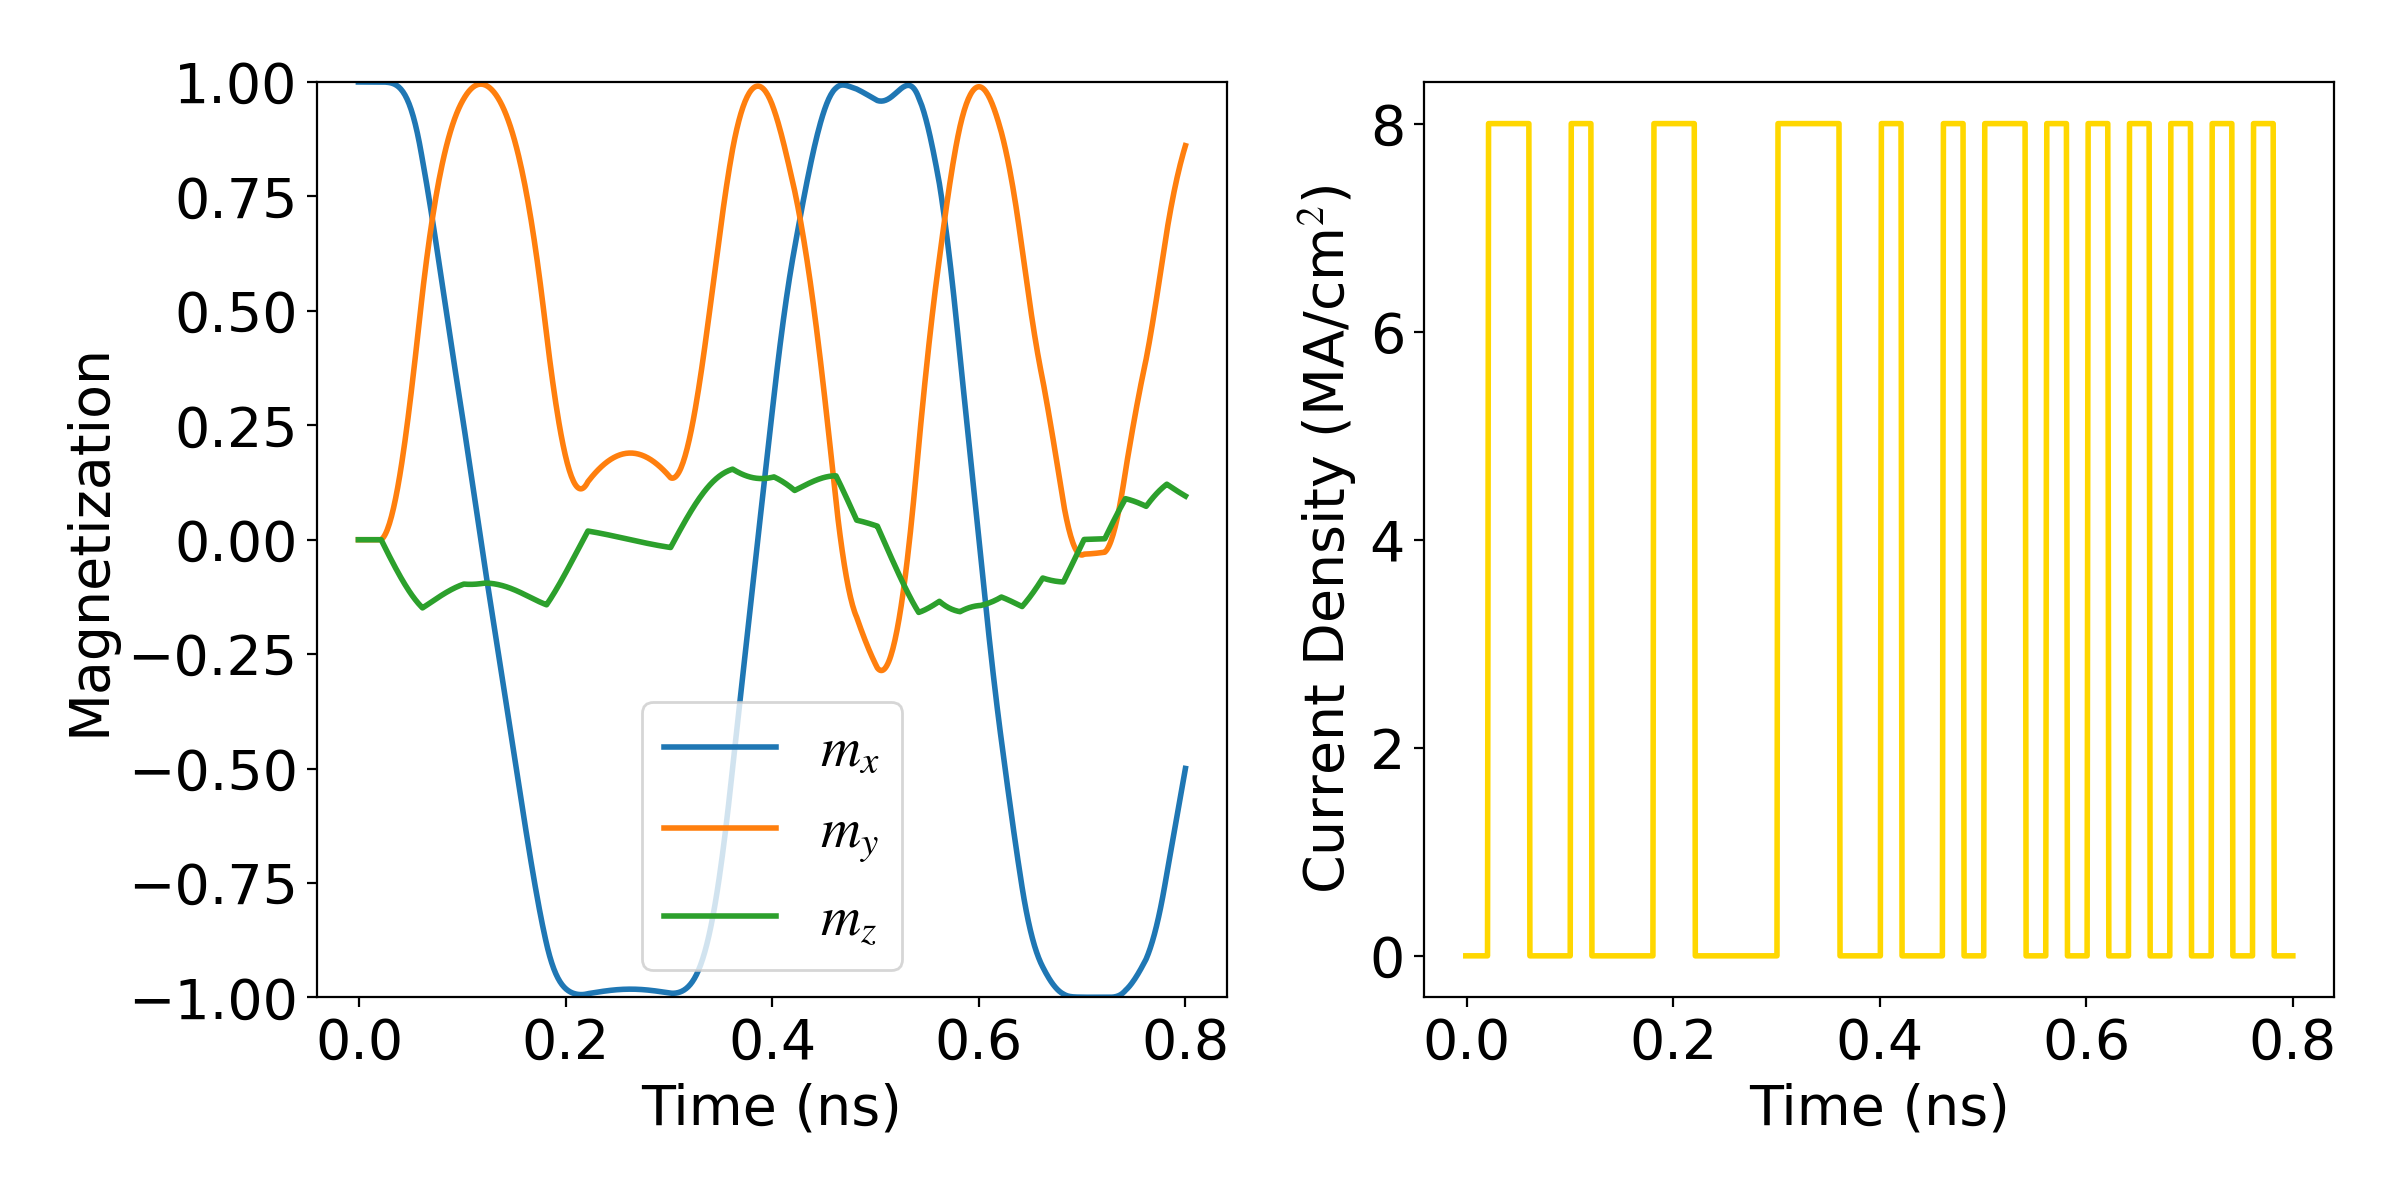 Magnetization
1.00
0.75
0.50
0.25
0.00
−0.25
−0.50
−0.75
−1.00
0.0 0.2 0.4 0.6 0.8
Time (ns)
m_x
m_y
m_z
Current Density (MA/cm²)
8
6
4
2
0
0.0 0.2 0.4 0.6 0.8
Time (ns)